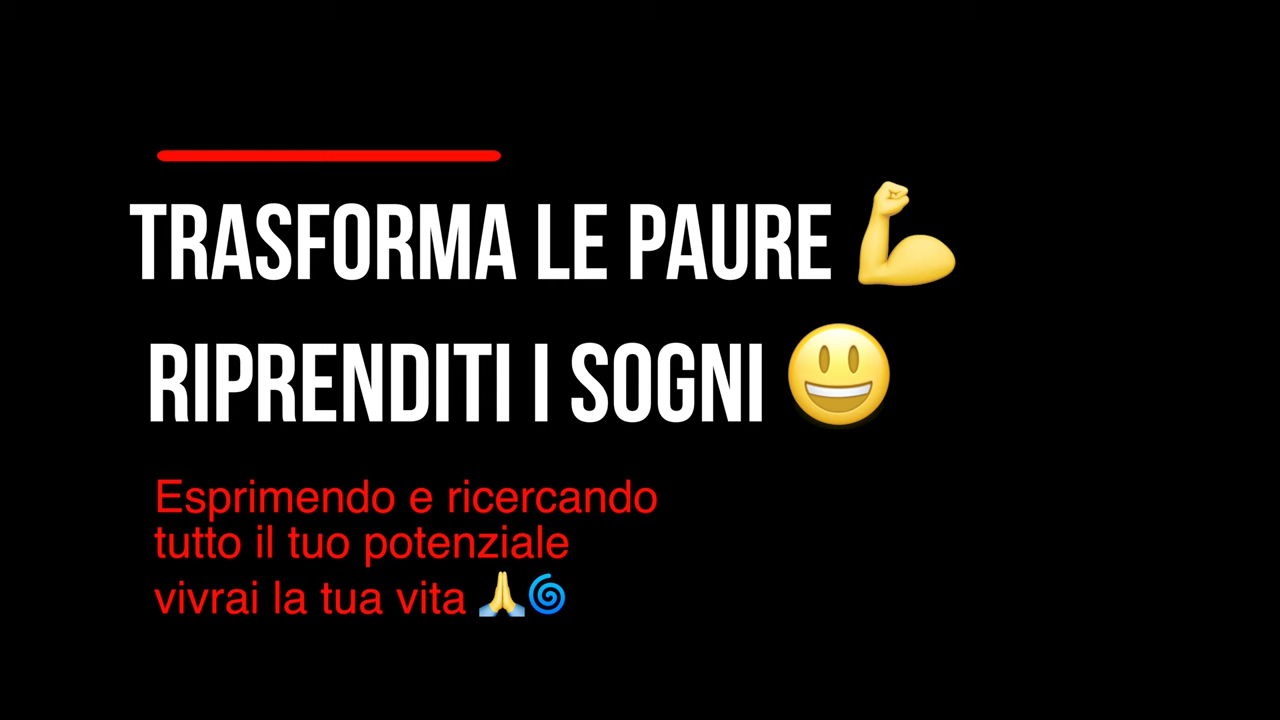 TRASFORMA LE PAURE 💪
RIPRENDITI I SOGNI 😃
Esprimendo e ricercando
tutto il tuo potenziale
vivrai la tua vita 🙏🌀